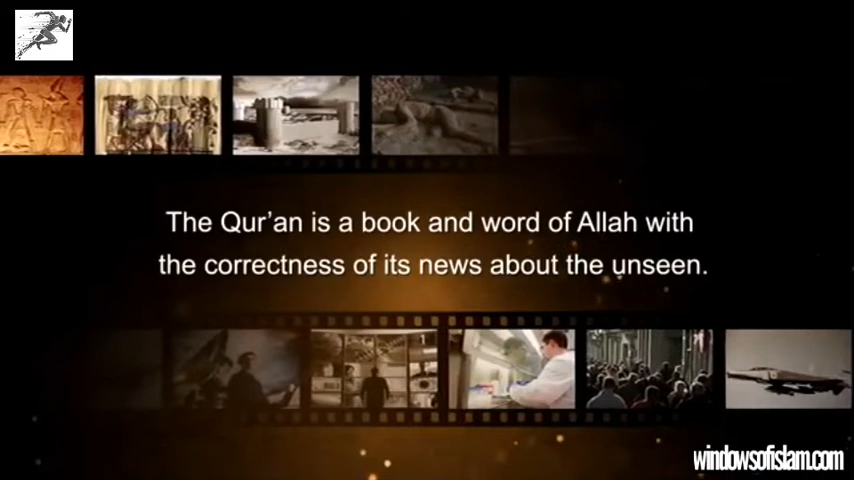 The Qur'an is a book and word of Allah with
the correctness of its news about the unseen.
windowsofislam.com